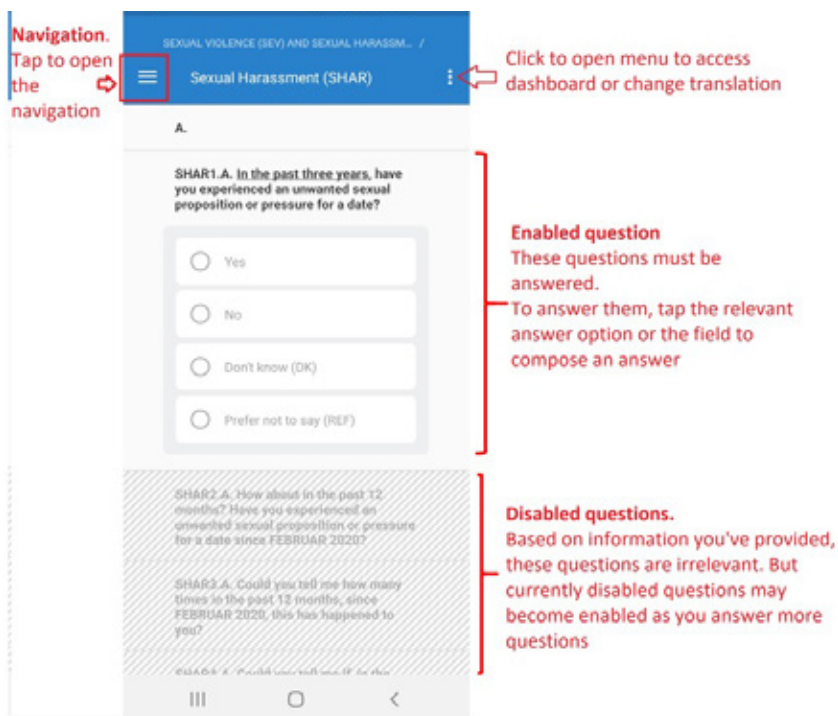 Navigation.
Tap to open
the
navigation
SEXUAL VIOLENCE (SEV) AND SEXUAL HARASSM... /
Sexual Harassment (SHAR)
Click to open menu to access
dashboard or change translation
A.
SHAR1.A. In the past three years, have
you experienced an unwanted sexual
proposition or pressure for a date?
Yes
No
Don't know (DK)
Prefer not to say (REF)
Enabled question
These questions must be
answered.
To answer them, tap the relevant
answer option or the field to
compose an answer
SHAR2.A. How about in the past 12
months? Have you experienced an
unwanted sexual proposition or pressure
for a date since FEBRUAR 2020?
SHAR3.A. Could you tell me how many
times in the past 12 months, since
FEBRUAR 2020, this has happened to
you?
Could you tell me if, in the
Disabled questions.
Based on information you've provided,
these questions are irrelevant. But
currently disabled questions may
become enabled as you answer more
questions